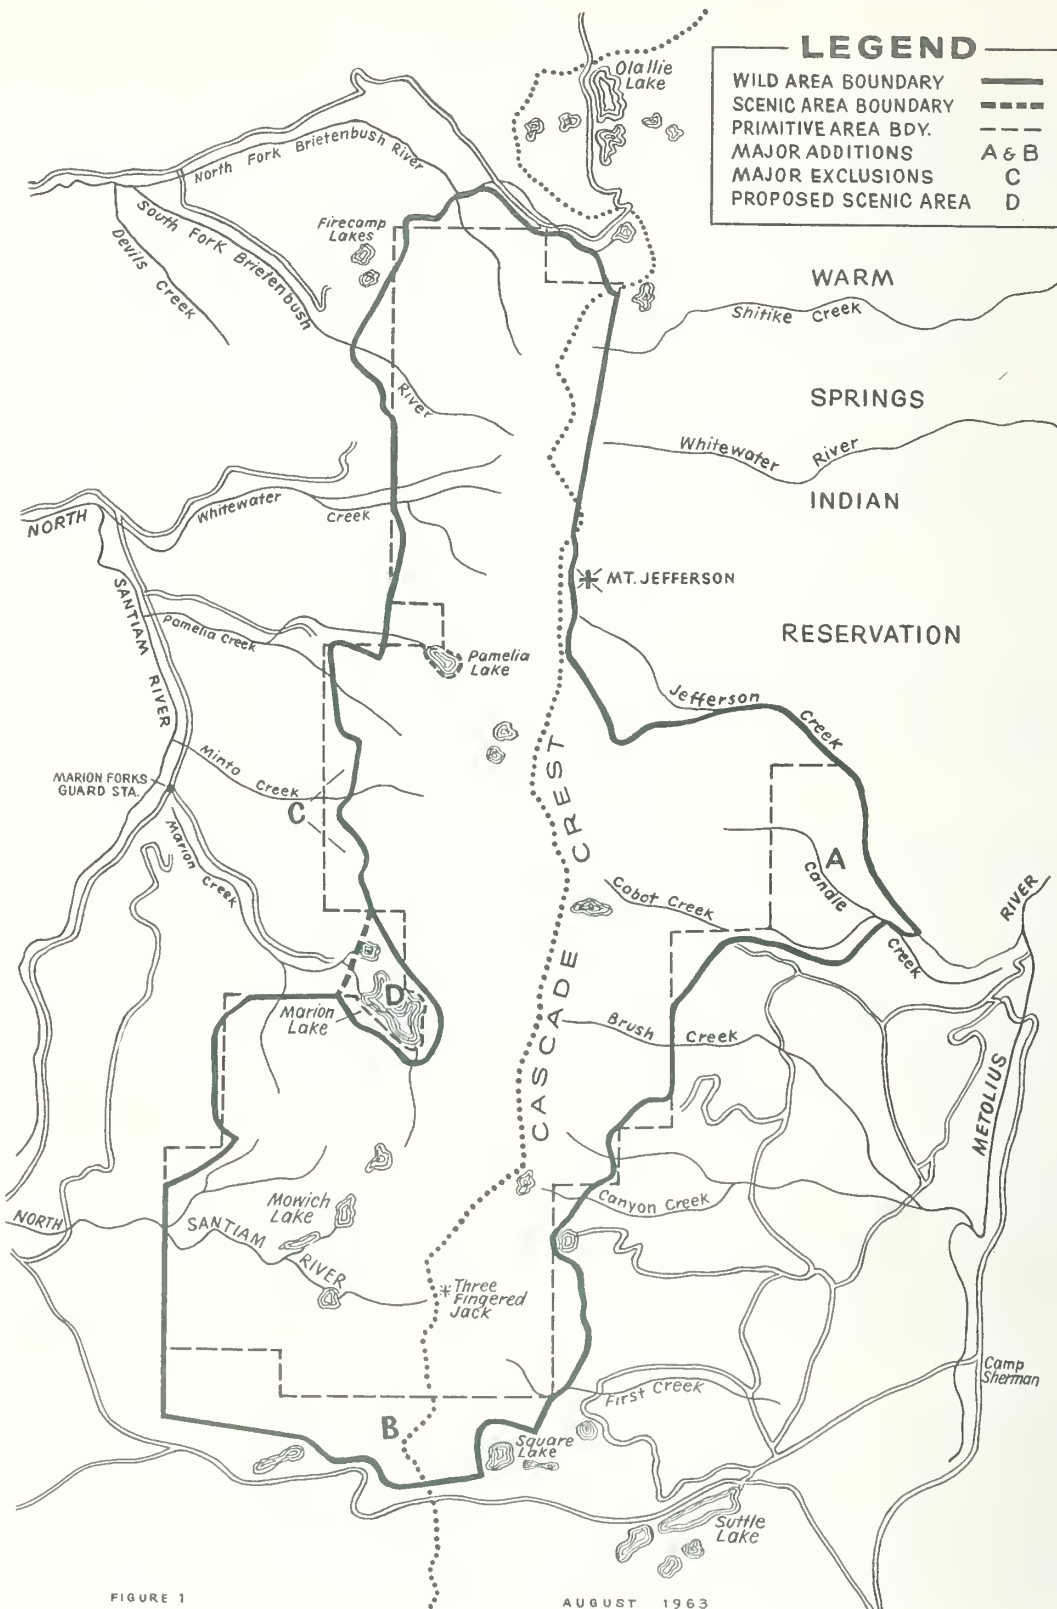 LEGEND
WILD AREA BOUNDARY
SCENIC AREA BOUNDARY
PRIMITIVE AREA BDY.
MAJOR ADDITIONS A & B
MAJOR EXCLUSIONS C
PROPOSED SCENIC AREA D
Olallie
Lake
North Fork Brietenbush River
South Fork Brietenbush
River
Devils Creek
Firecamp
Lakes
WARM
Shitike Creek
SPRINGS
Whitewater River
INDIAN
NORTH
Whitewater
Creek
SANTIAM
RIVER
MT. JEFFERSON
RESERVATION
Pamelia Creek
Pamelia
Lake
Jefferson
Creek
Minto Creek
MARION FORKS
GUARD STA.
C
Marion Creek
CASCADE CREST
A
Candle
Creek
Cobot Creek
RIVER
D
Marion
Lake
Brush Creek
METOLIUS
Mowich
Lake
Canyon Creek
NORTH
SANTIAM
RIVER
Three
Fingered
Jack
Camp
Sherman
First Creek
B
Square
Lake
Suttle
Lake
FIGURE 1
AUGUST 1963